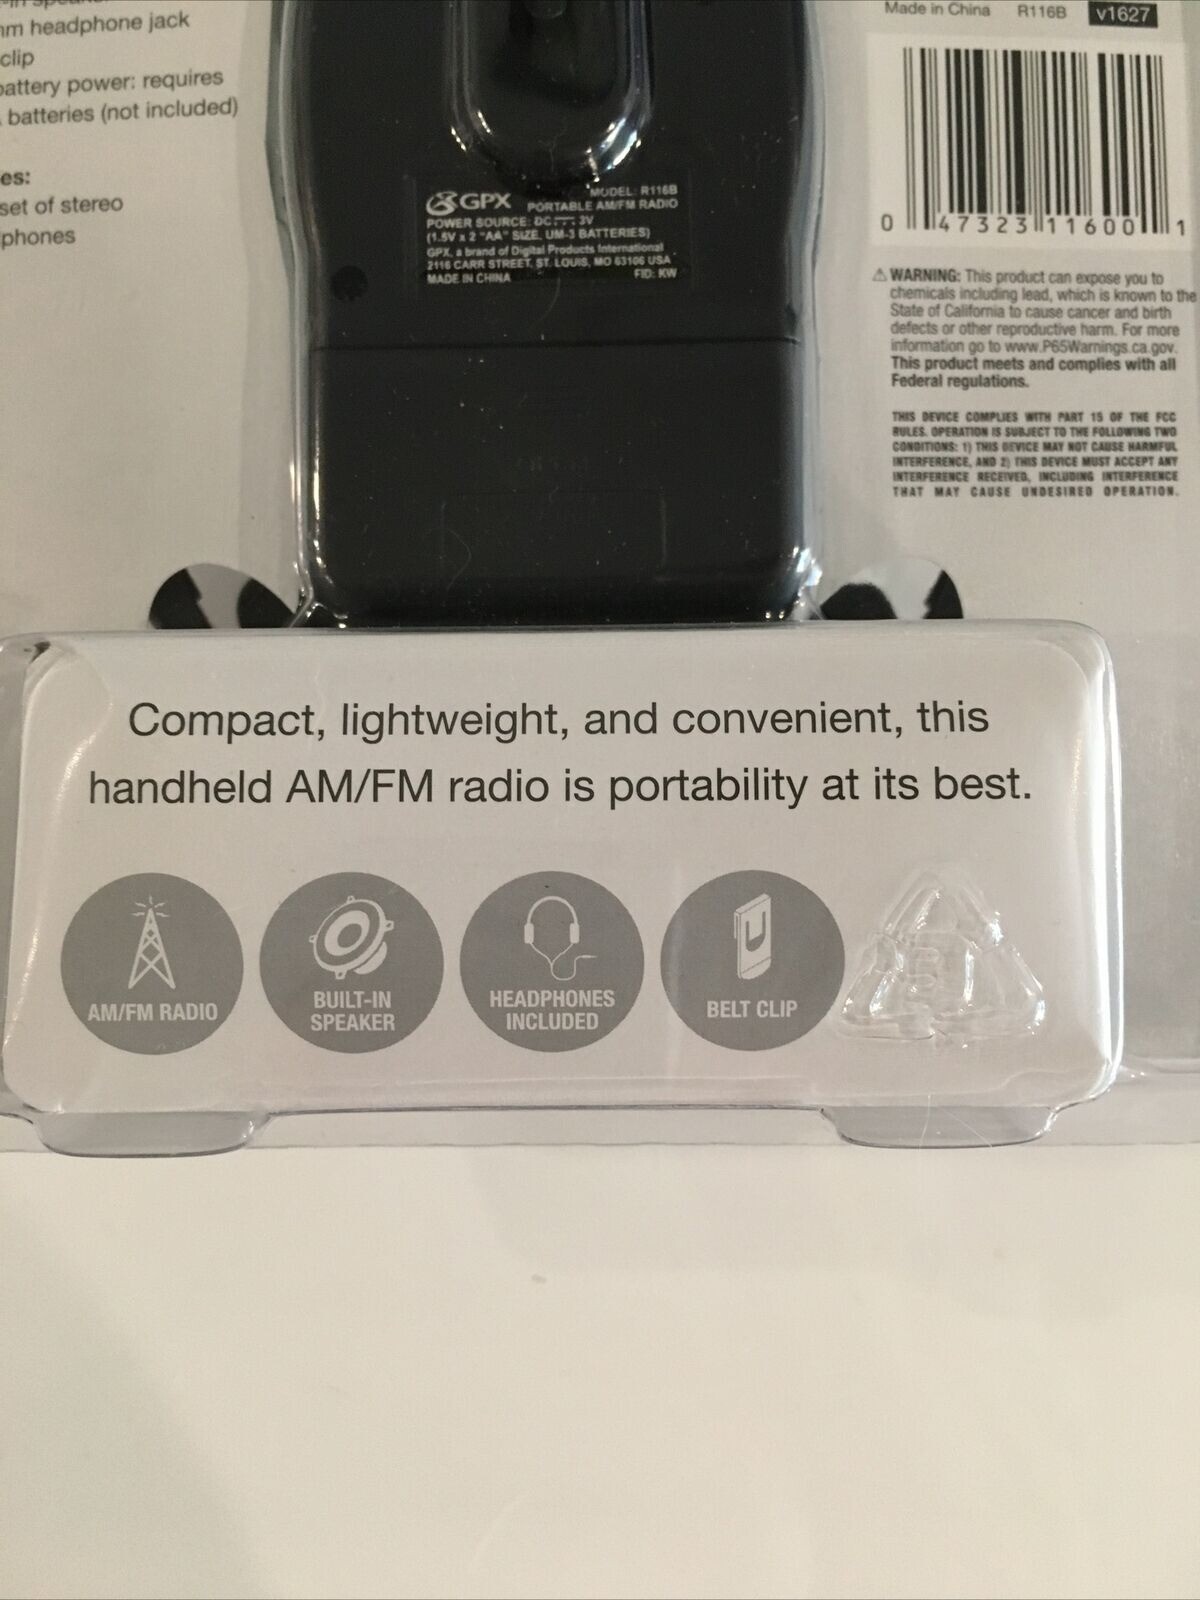 headphone jack
clip
battery power: requires
batteries (not included)
es:
set of stereo
phones
GPX
MODEL: R116B
PORTABLE AM/FM RADIO
POWER SOURCE: DC 3V
(1.5V x 2 "AA" SIZE, UM-3 BATTERIES)
GPX, a brand of Digital Products International
2116 CARR STREET, ST. LOUIS, MO 63106 USA
MADE IN CHINA
FID: KW
Made in China R116B v1627
0 47323 11600 1
⚠ WARNING: This product can expose you to
chemicals including lead, which is known to the
State of California to cause cancer and birth
defects or other reproductive harm. For more
information go to www.P65Warnings.ca.gov.
This product meets and complies with all
Federal regulations.
THIS DEVICE COMPLIES WITH PART 15 OF THE FCC
RULES. OPERATION IS SUBJECT TO THE FOLLOWING TWO
CONDITIONS: 1) THIS DEVICE MAY NOT CAUSE HARMFUL
INTERFERENCE, AND 2) THIS DEVICE MUST ACCEPT ANY
INTERFERENCE RECEIVED, INCLUDING INTERFERENCE
THAT MAY CAUSE UNDESIRED OPERATION.
Compact, lightweight, and convenient, this
handheld AM/FM radio is portability at its best.
AM/FM RADIO
BUILT-IN
SPEAKER
HEADPHONES
INCLUDED
BELT CLIP